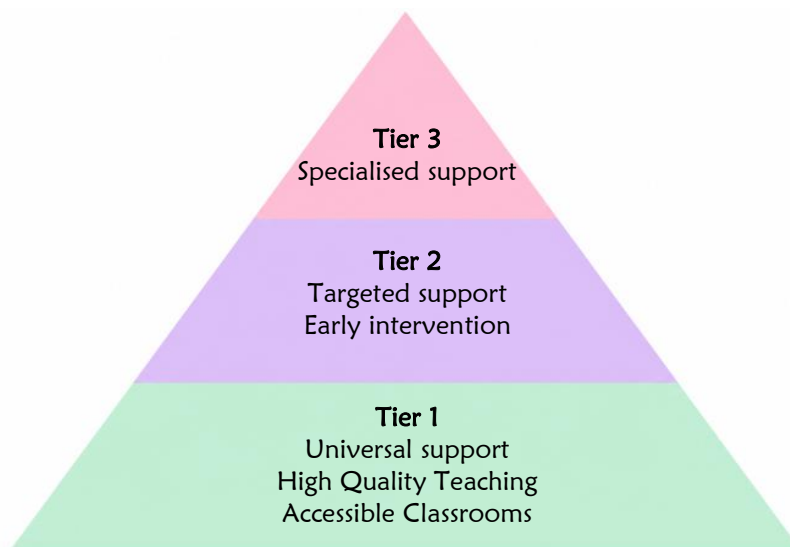 Tier 3
Specialised support
Tier 2
Targeted support
Early intervention
Tier 1
Universal support
High Quality Teaching
Accessible Classrooms